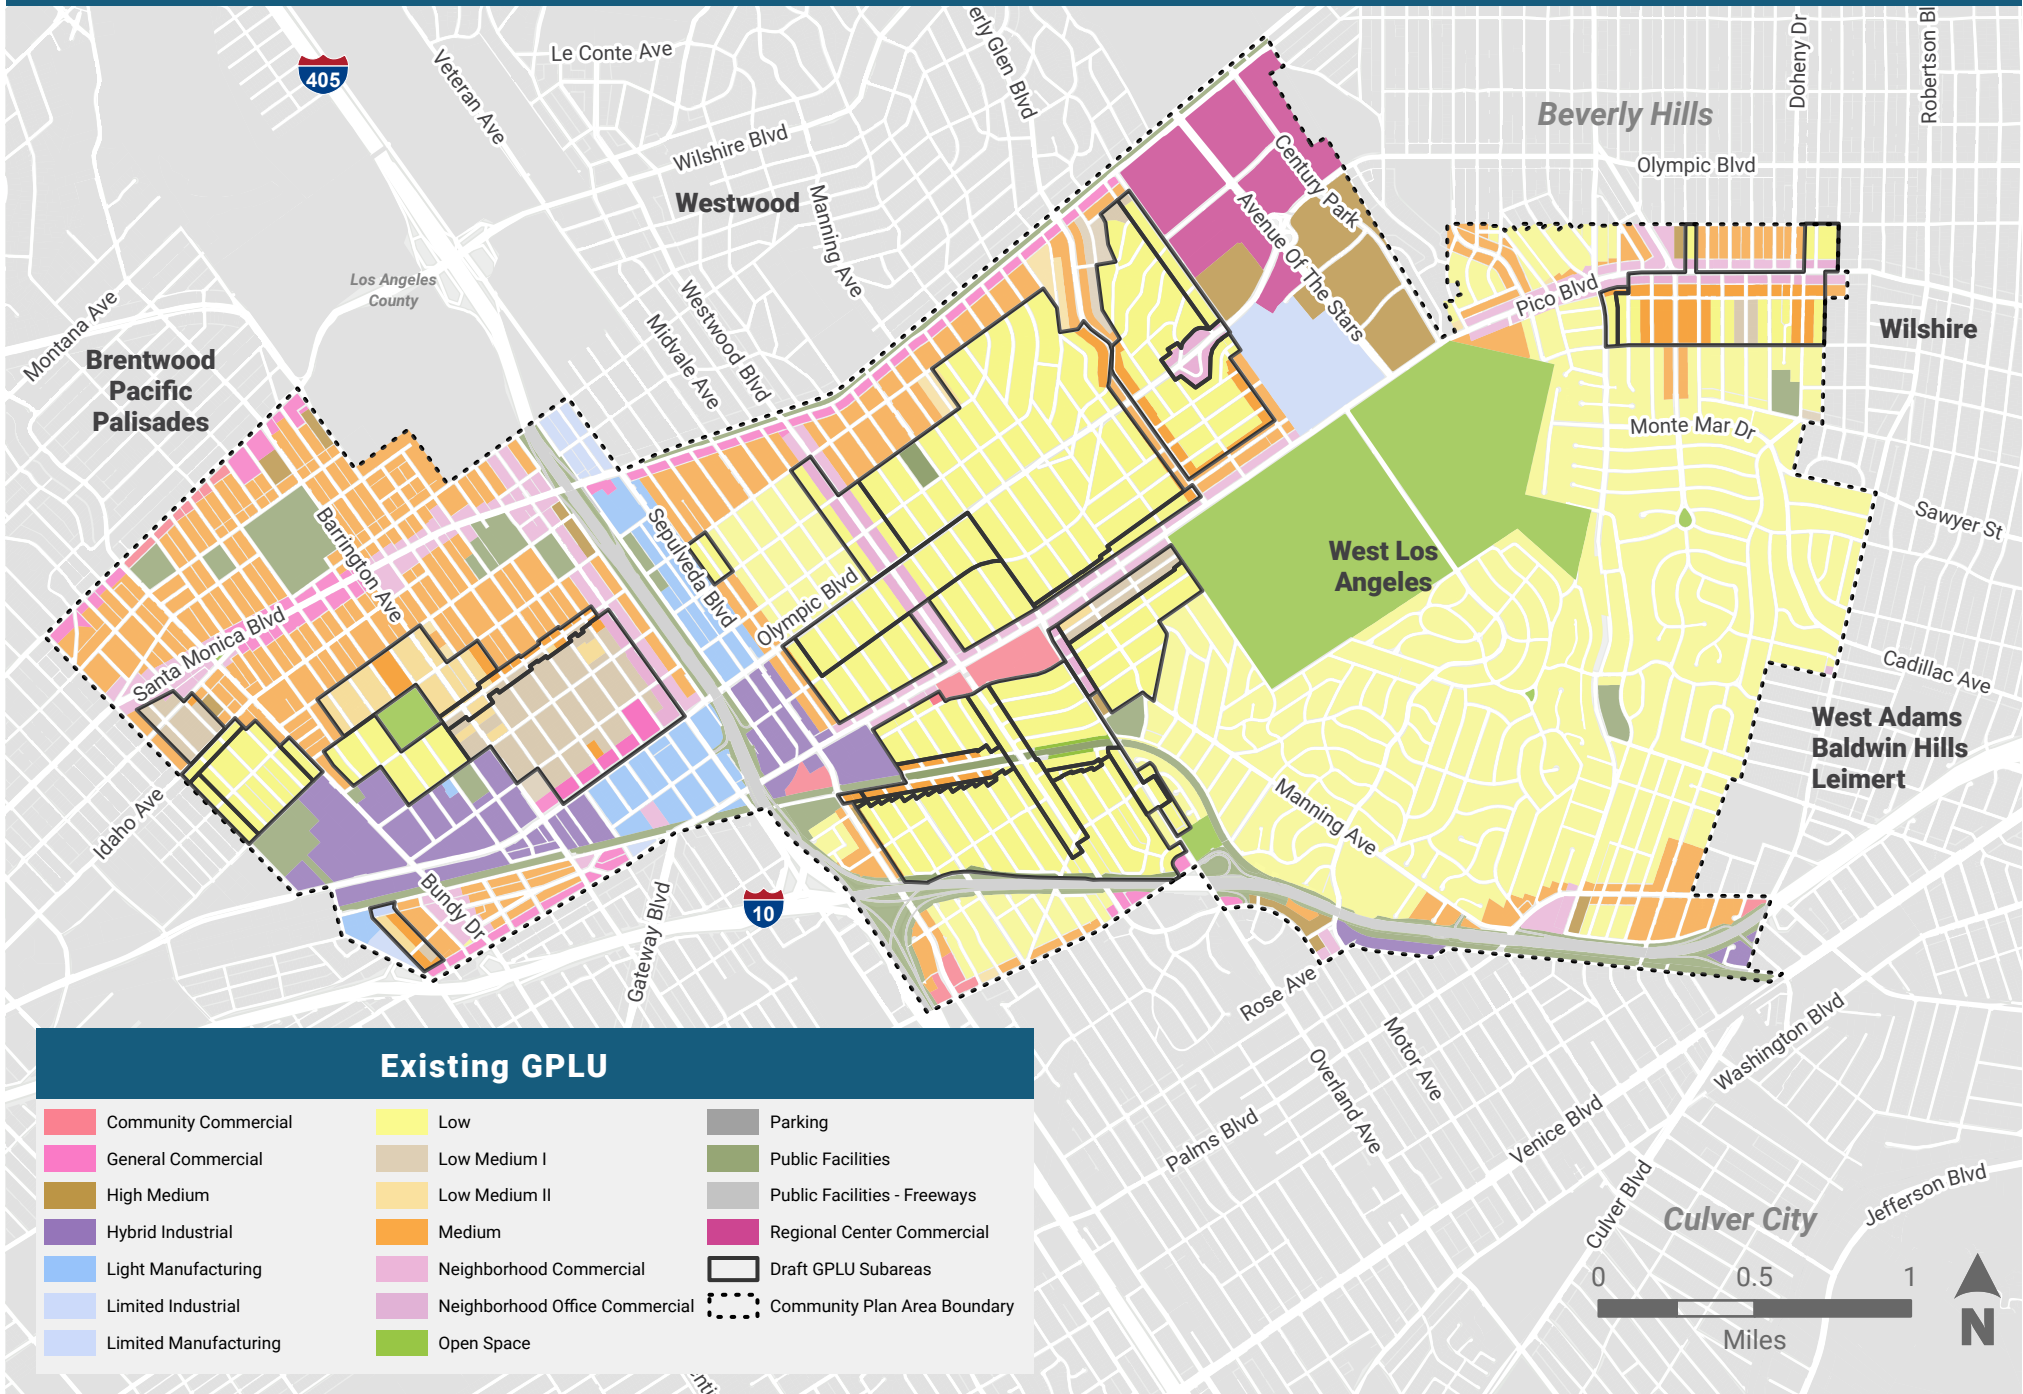 405
Veteran Ave
Le Conte Ave
erly Glen Blvd
Doheny Dr
Robertson Bl
Beverly Hills
Wilshire Blvd
Olympic Blvd
Century Park
Westwood
Manning Ave
Avenue Of The Stars
Los Angeles
County
Westwood Blvd
Midvale Ave
Montana Ave
Pico Blvd
Wilshire
Brentwood
Pacific
Palisades
Monte Mar Dr
Barrington Ave
Sepulveda Blvd
Sawyer St
West Los
Angeles
Olympic Blvd
Santa Monica Blvd
Cadillac Ave
West Adams
Baldwin Hills
Leimert
Idaho Ave
Manning Ave
Bundy Dr
10
Gateway Blvd
Rose Ave
Motor Ave
Overland Ave
Washington Blvd
Palms Blvd
Venice Blvd
Culver Blvd
Jefferson Blvd
Culver City
Existing GPLU
Community Commercial
General Commercial
High Medium
Hybrid Industrial
Light Manufacturing
Limited Industrial
Limited Manufacturing
Low
Low Medium I
Low Medium II
Medium
Neighborhood Commercial
Neighborhood Office Commercial
Open Space
Parking
Public Facilities
Public Facilities - Freeways
Regional Center Commercial
Draft GPLU Subareas
Community Plan Area Boundary
0 0.5 1
Miles
N